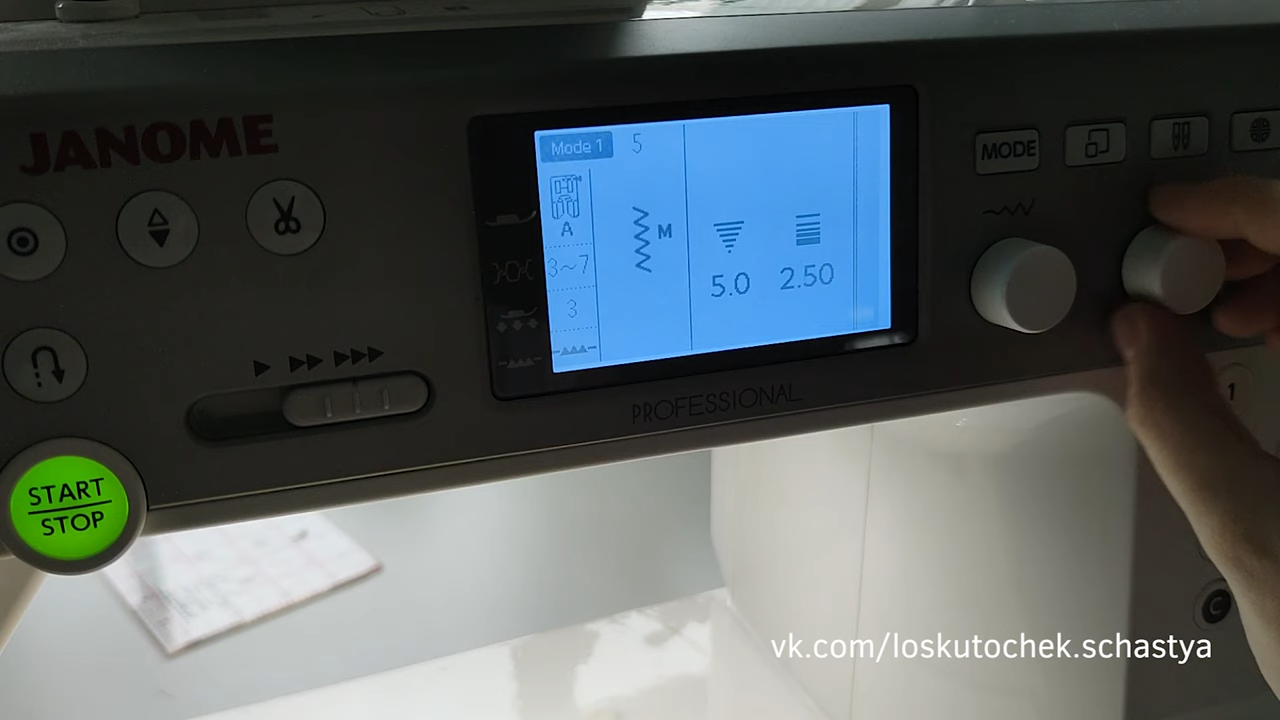 JANOME
Mode 1
5
MODE
A
M
3~7
5.0
2.50
3
PROFESSIONAL
1
START
STOP
C
vk.com/loskutochek.schastya